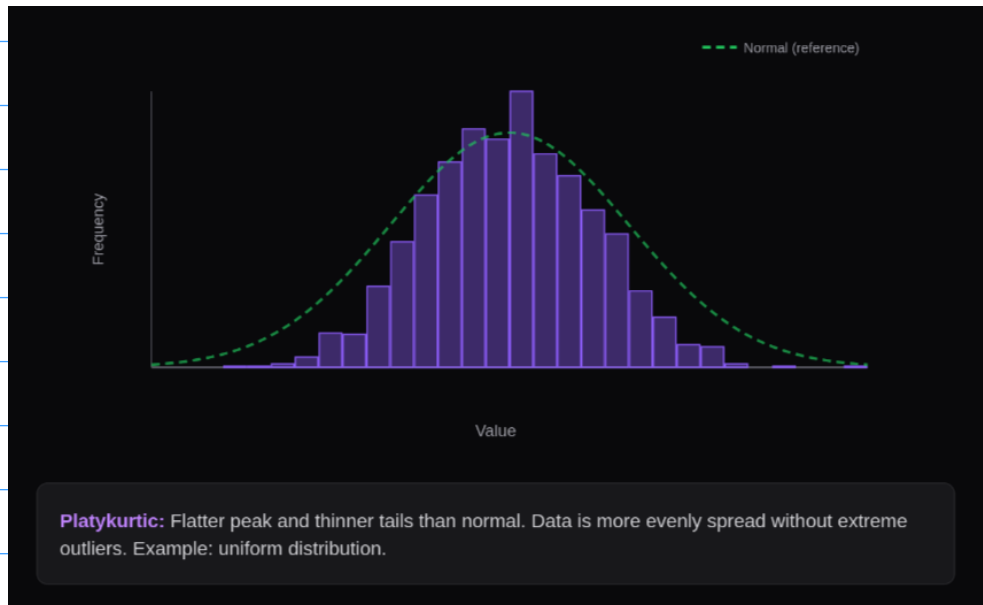 Normal (reference)
Frequency
Value
Platykurtic: Flatter peak and thinner tails than normal. Data is more evenly spread without extreme
outliers. Example: uniform distribution.